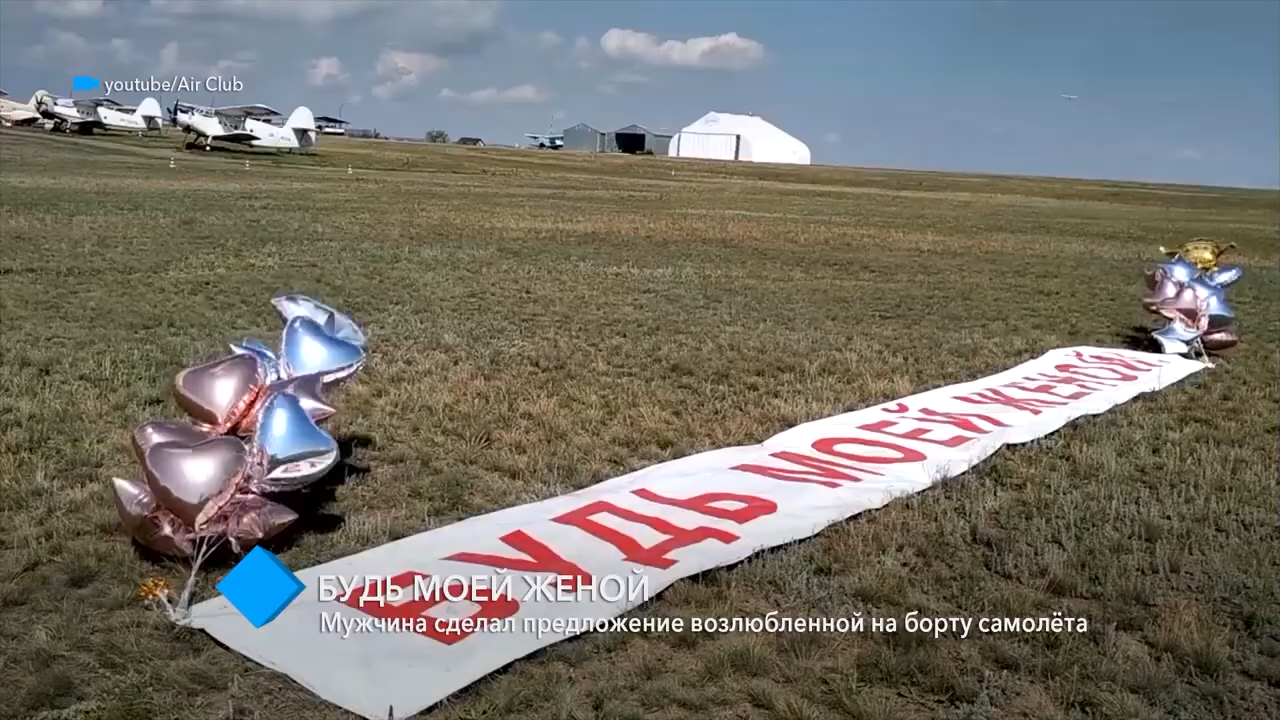 youtube/Air Club
БУДЬ МОЕЙ ЖЕНОЙ
БУДЬ МОЕЙ ЖЕНОЙ
Мужчина сделал предложение возлюбленной на борту самолёта